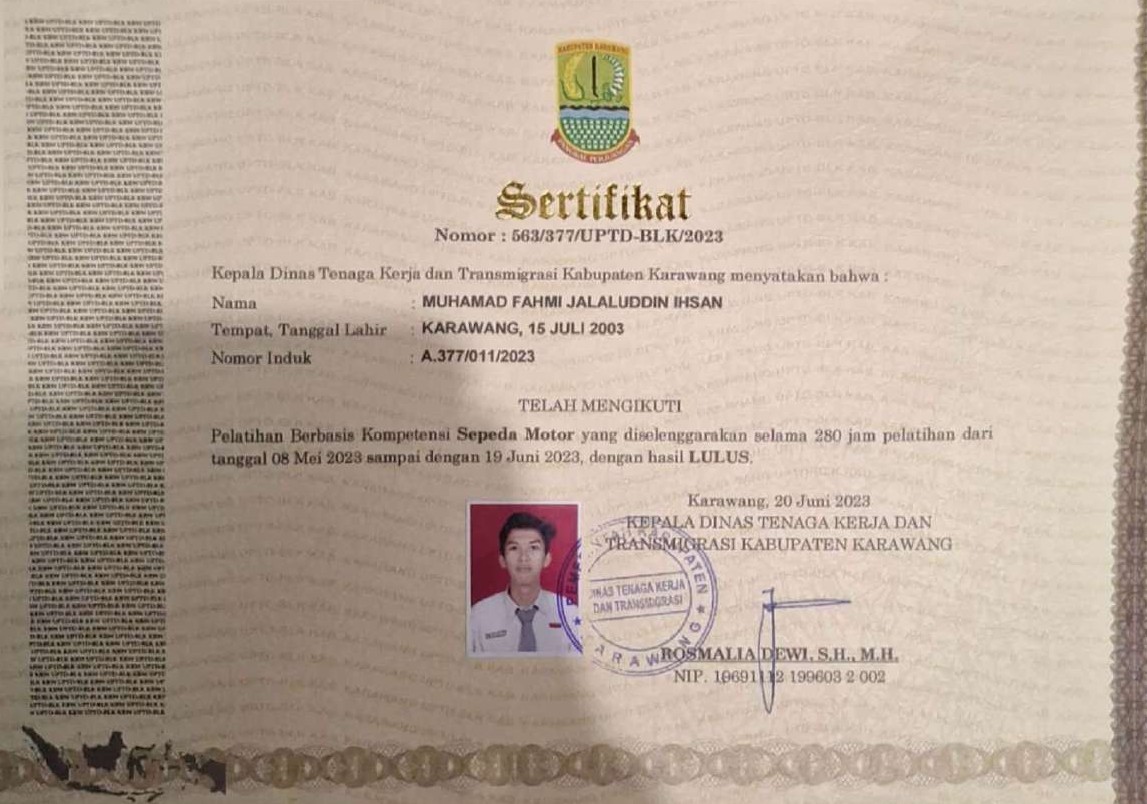 KABUPATEN KARAWANG
PANGKAL PERJUANGAN
Sertifikat
Nomor : 563/377/UPTD-BLK/2023
Kepala Dinas Tenaga Kerja dan Transmigrasi Kabupaten Karawang menyatakan bahwa :
Nama : MUHAMAD FAHMI JALALUDDIN IHSAN
Tempat, Tanggal Lahir : KARAWANG, 15 JULI 2003
Nomor Induk : A.377/011/2023
TELAH MENGIKUTI
Pelatihan Berbasis Kompetensi Sepeda Motor yang diselenggarakan selama 280 jam pelatihan dari
tanggal 08 Mei 2023 sampai dengan 19 Juni 2023, dengan hasil LULUS.
Karawang, 20 Juni 2023
KEPALA DINAS TENAGA KERJA DAN
TRANSMIGRASI KABUPATEN KARAWANG
DINAS TENAGA KERJA
DAN TRANSMIGRASI
KARAWANG
ROSMALIA DEWI, S.H., M.H.
NIP. 19691112 199603 2 002